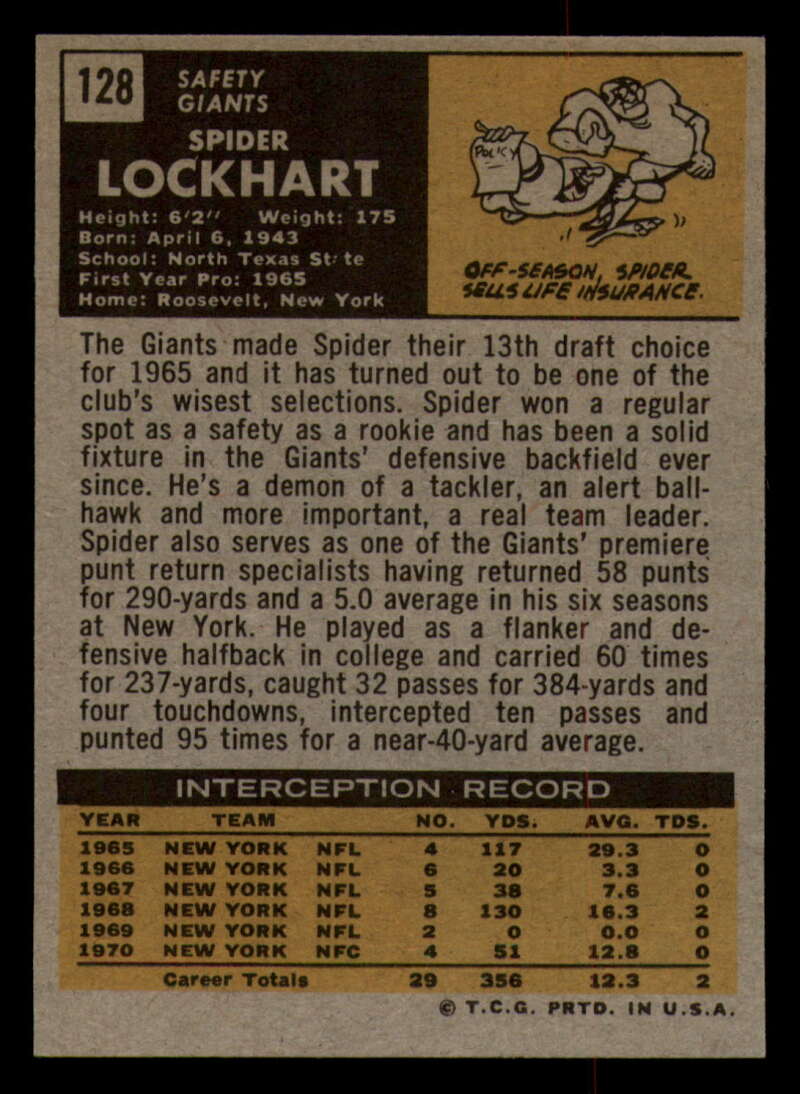 128
SAFETY
GIANTS
SPIDER
LOCKHART
Height: 6'2" Weight: 175
Born: April 6, 1943
School: North Texas St te
First Year Pro: 1965
Home: Roosevelt, New York
POLICY
OFF-SEASON, SPIDER
SELLS LIFE INSURANCE.
The Giants made Spider their 13th draft choice
for 1965 and it has turned out to be one of the
club's wisest selections. Spider won a regular
spot as a safety as a rookie and has been a solid
fixture in the Giants' defensive backfield ever
since. He's a demon of a tackler, an alert ball-
hawk and more important, a real team leader.
Spider also serves as one of the Giants' premiere
punt return specialists having returned 58 punts
for 290-yards and a 5.0 average in his six seasons
at New York. He played as a flanker and de-
fensive halfback in college and carried 60 times
for 237-yards, caught 32 passes for 384-yards and
four touchdowns, intercepted ten passes and
punted 95 times for a near-40-yard average.
INTERCEPTION RECORD
YEAR TEAM NO. YDS. AVG. TDS.
1965 NEW YORK NFL 4 117 29.3 0
1966 NEW YORK NFL 6 20 3.3 0
1967 NEW YORK NFL 5 38 7.6 0
1968 NEW YORK NFL 8 130 16.3 2
1969 NEW YORK NFL 2 0 0.0 0
1970 NEW YORK NFC 4 51 12.8 0
Career Totals 29 356 12.3 2
© T.C.G. PRTD. IN U.S.A.